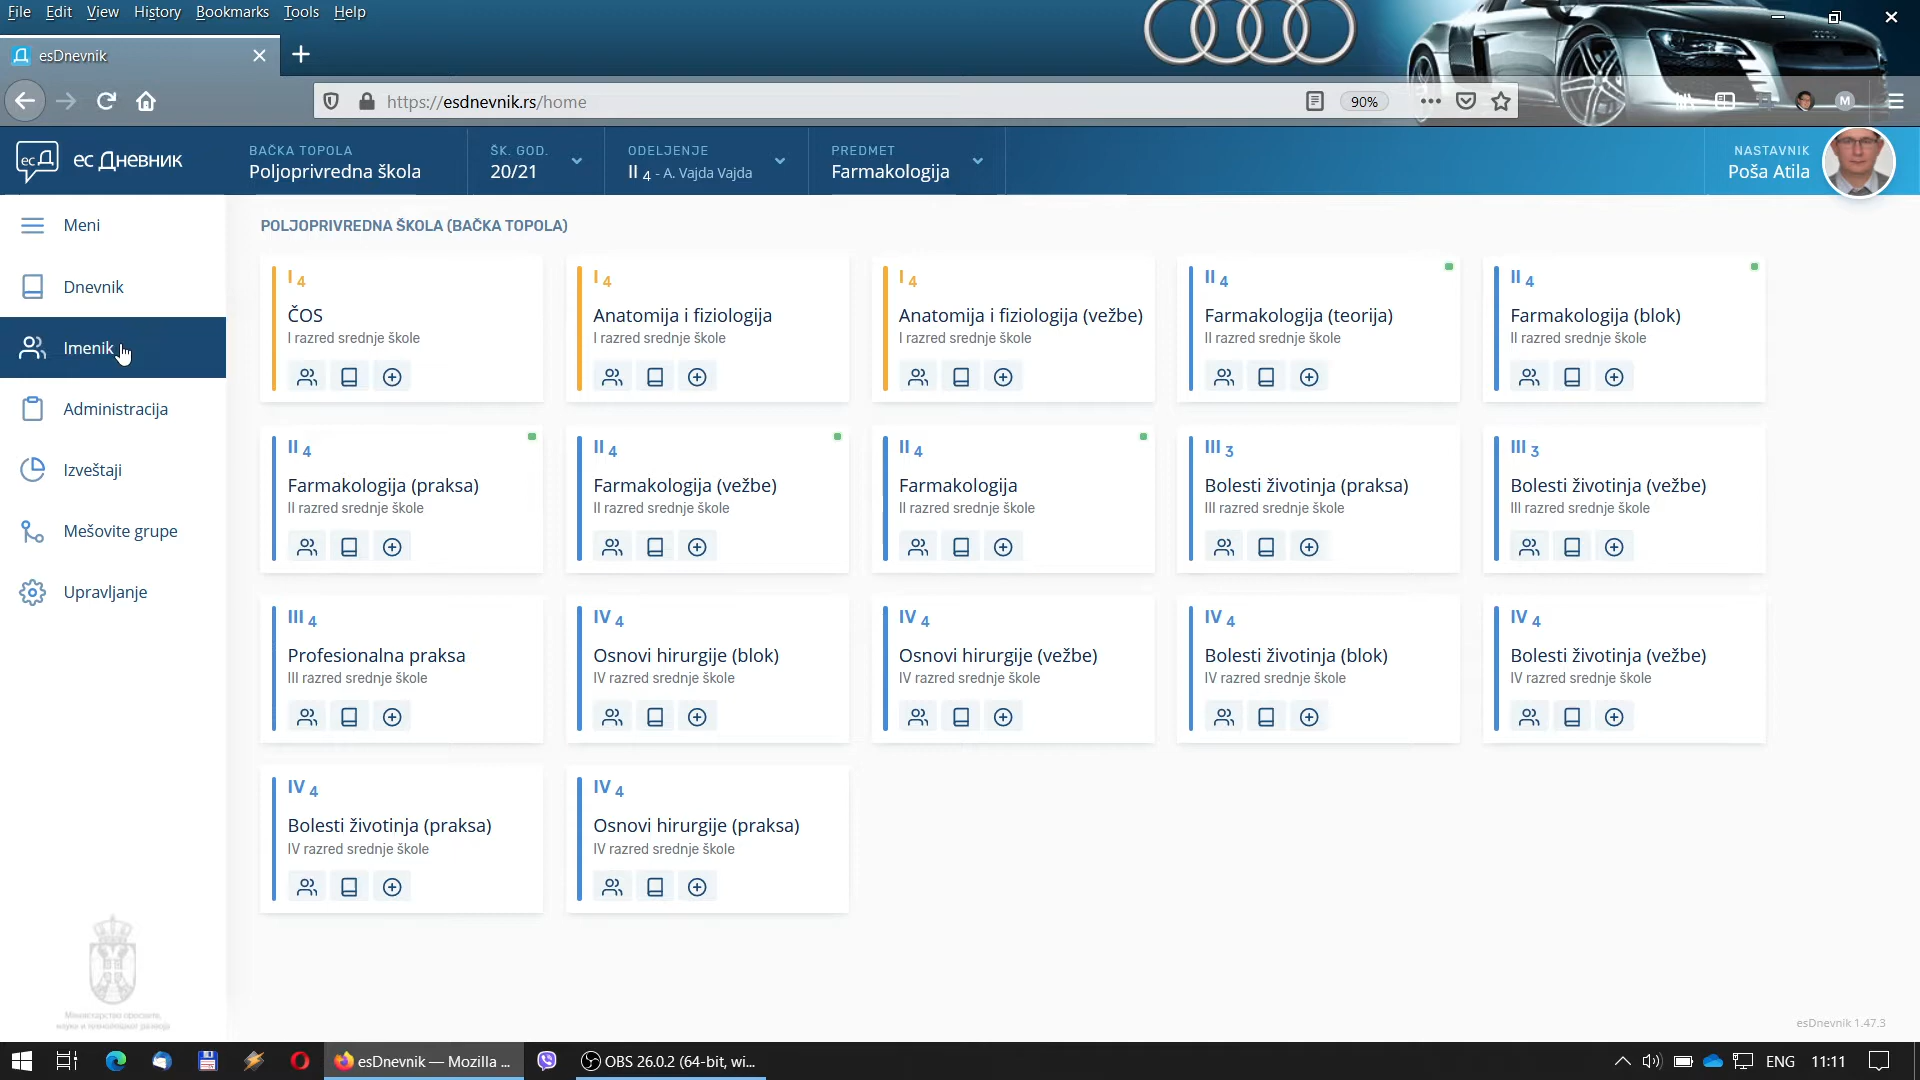 File Edit View History Bookmarks Tools Help
esDnevnik
https://esdnevnik.rs/home
90%
M
ес Дневник
BAČKA TOPOLA
Poljoprivredna škola
ŠK. GOD.
20/21
ODELJENJE
II 4 - A. Vajda Vajda
PREDMET
Farmakologija
NASTAVNIK
Poša Atila
Meni
Dnevnik
Imenik
Administracija
Izveštaji
Mešovite grupe
Upravljanje
POLJOPRIVREDNA ŠKOLA (BAČKA TOPOLA)
I 4
ČOS
I razred srednje škole
I 4
Anatomija i fiziologija
I razred srednje škole
I 4
Anatomija i fiziologija (vežbe)
I razred srednje škole
II 4
Farmakologija (teorija)
II razred srednje škole
II 4
Farmakologija (blok)
II razred srednje škole
II 4
Farmakologija (praksa)
II razred srednje škole
II 4
Farmakologija (vežbe)
II razred srednje škole
II 4
Farmakologija
II razred srednje škole
III 3
Bolesti životinja (praksa)
III razred srednje škole
III 3
Bolesti životinja (vežbe)
III razred srednje škole
III 4
Profesionalna praksa
III razred srednje škole
IV 4
Osnovi hirurgije (blok)
IV razred srednje škole
IV 4
Osnovi hirurgije (vežbe)
IV razred srednje škole
IV 4
Bolesti životinja (blok)
IV razred srednje škole
IV 4
Bolesti životinja (vežbe)
IV razred srednje škole
IV 4
Bolesti životinja (praksa)
IV razred srednje škole
IV 4
Osnovi hirurgije (praksa)
IV razred srednje škole
Министарство просвете,
науке и технолошког развоја
esDnevnik 1.47.3
esDnevnik — Mozilla ...
OBS 26.0.2 (64-bit, wi...
ENG
11:11